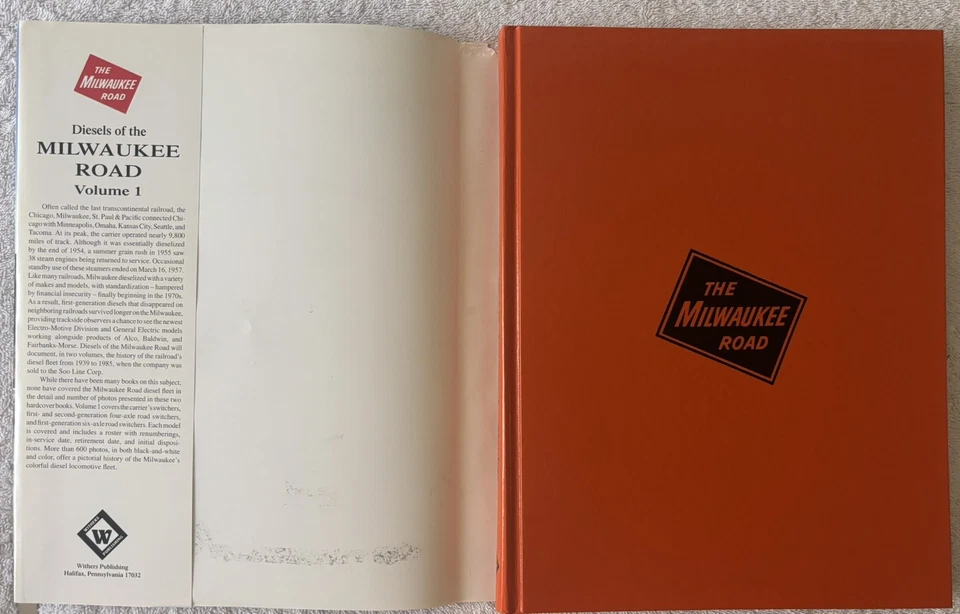 THE
MILWAUKEE
ROAD
Diesels of the
MILWAUKEE
ROAD
Volume 1
Often called the last transcontinental railroad, the
Chicago, Milwaukee, St. Paul & Pacific connected Chi-
cago with Minneapolis, Omaha, Kansas City, Seattle, and
Tacoma. At its peak, the carrier operated nearly 9,800
miles of track. Although it was essentially dieselized
by the end of 1954, a summer grain rush in 1955 saw
38 steam engines being returned to service. Occasional
standby use of these steamers ended on March 16, 1957.
Like many railroads, Milwaukee dieselized with a variety
of makes and models, with standardization – hampered
by financial insecurity – finally beginning in the 1970s.
As a result, first-generation diesels that disappeared on
neighboring railroads survived longer on the Milwaukee,
providing trackside observers a chance to see the newest
Electro-Motive Division and General Electric models
working alongside products of Alco, Baldwin, and
Fairbanks-Morse. Diesels of the Milwaukee Road will
document, in two volumes, the history of the railroad's
diesel fleet from 1939 to 1985, when the company was
sold to the Soo Line Corp.
While there have been many books on this subject,
none have covered the Milwaukee Road diesel fleet in
the detail and number of photos presented in these two
hardcover books. Volume 1 covers the carrier's switchers,
first- and second-generation four-axle road switchers,
and first-generation six-axle road switchers. Each model
is covered and includes a roster with renumberings,
in-service date, retirement date, and initial disposi-
tions. More than 600 photos, in both black-and-white
and color, offer a pictorial history of the Milwaukee's
colorful diesel locomotive fleet.
WITHERS
W
PUBLISHING
Withers Publishing
Halifax, Pennsylvania 17032
THE
MILWAUKEE
ROAD